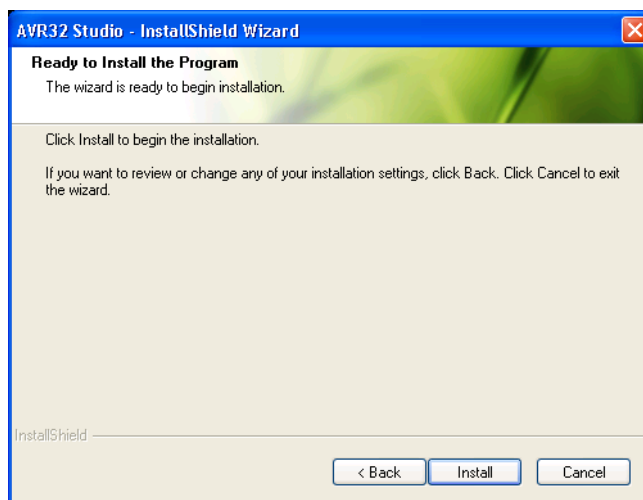 AVR32 Studio - InstallShield Wizard
Ready to Install the Program
The wizard is ready to begin installation.
Click Install to begin the installation.
If you want to review or change any of your installation settings, click Back. Click Cancel to exit
the wizard.
InstallShield
< Back Install Cancel